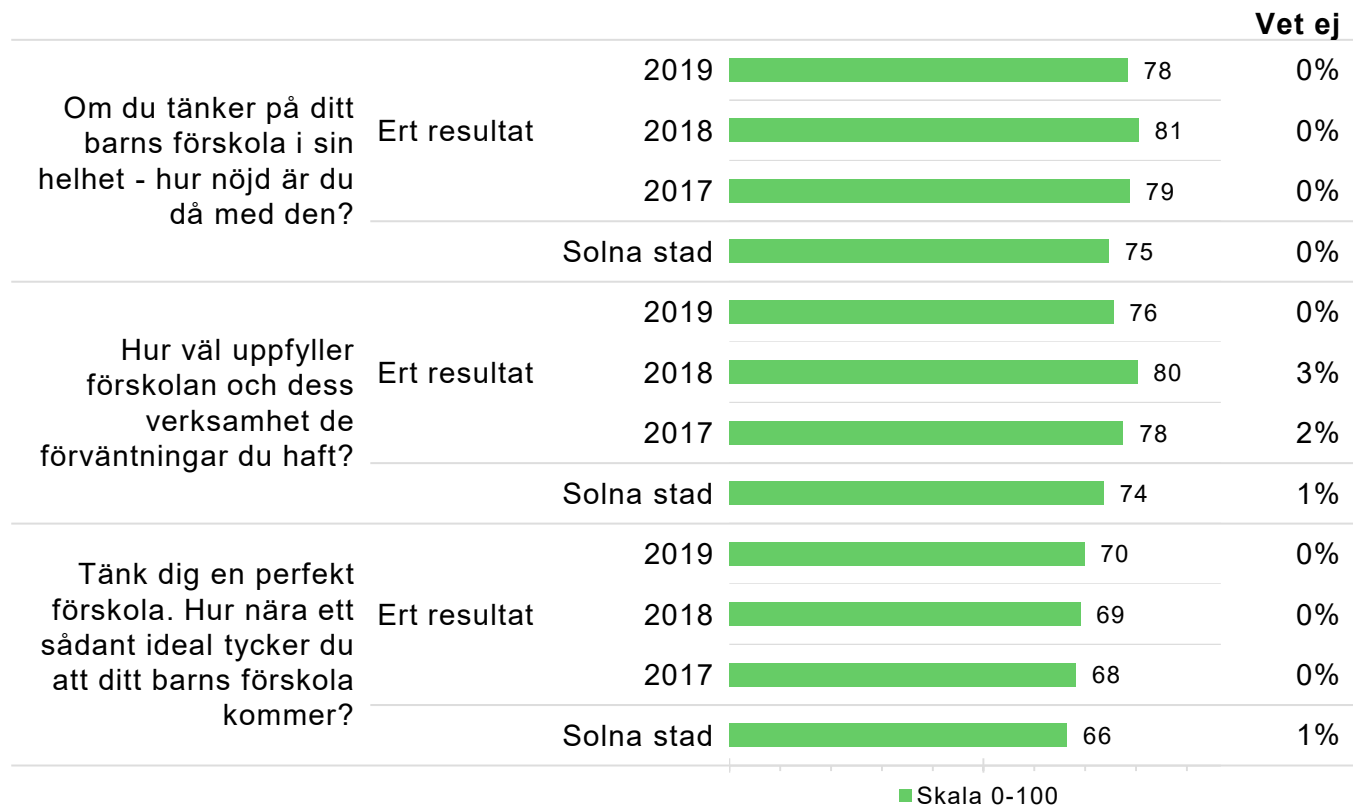 Vet ej
Om du tänker på ditt
barns förskola i sin
helhet - hur nöjd är du
då med den?
Ert resultat
2019 78 0%
2018 81 0%
2017 79 0%
Solna stad 75 0%
Hur väl uppfyller
förskolan och dess
verksamhet de
förväntningar du haft?
Ert resultat
2019 76 0%
2018 80 3%
2017 78 2%
Solna stad 74 1%
Tänk dig en perfekt
förskola. Hur nära ett
sådant ideal tycker du
att ditt barns förskola
kommer?
Ert resultat
2019 70 0%
2018 69 0%
2017 68 0%
Solna stad 66 1%
Skala 0-100